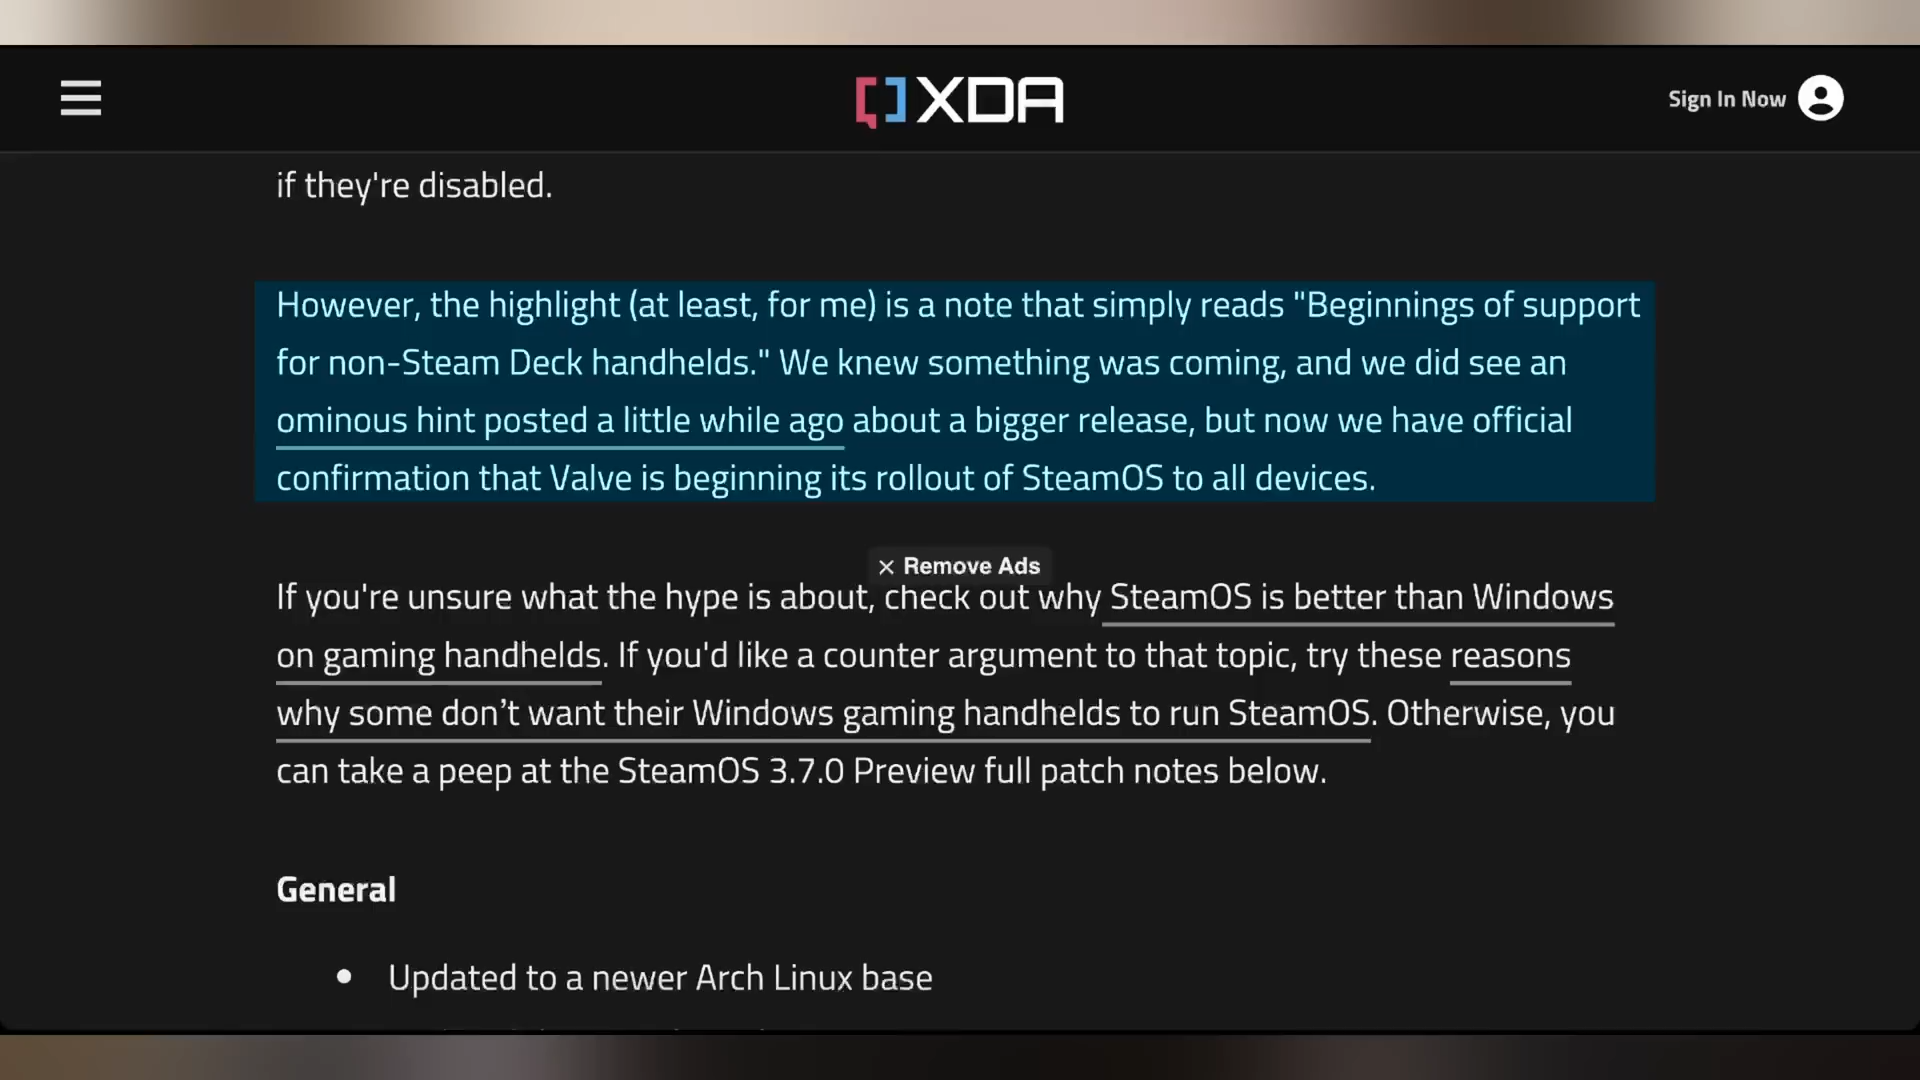 XDA
Sign In Now
if they're disabled.
However, the highlight (at least, for me) is a note that simply reads "Beginnings of support
for non-Steam Deck handhelds." We knew something was coming, and we did see an
ominous hint posted a little while ago about a bigger release, but now we have official
confirmation that Valve is beginning its rollout of SteamOS to all devices.
× Remove Ads
If you're unsure what the hype is about, check out why SteamOS is better than Windows
on gaming handhelds. If you'd like a counter argument to that topic, try these reasons
why some don’t want their Windows gaming handhelds to run SteamOS. Otherwise, you
can take a peep at the SteamOS 3.7.0 Preview full patch notes below.
General
• Updated to a newer Arch Linux base